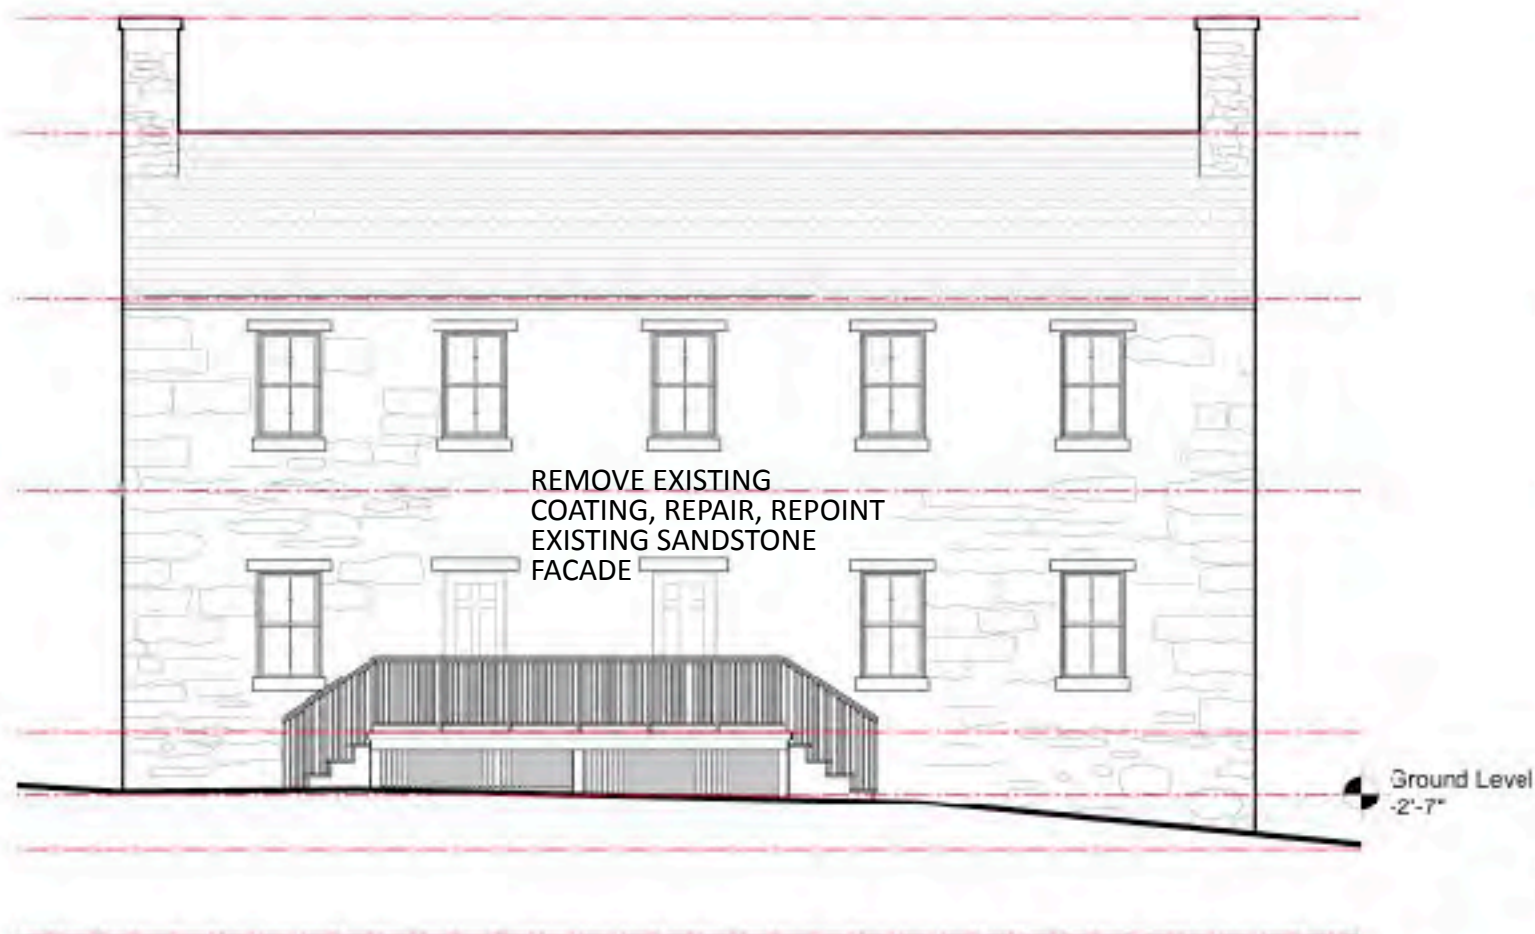 REMOVE EXISTING
COATING, REPAIR, REPOINT
EXISTING SANDSTONE
FACADE
Ground Level
-2'-7"